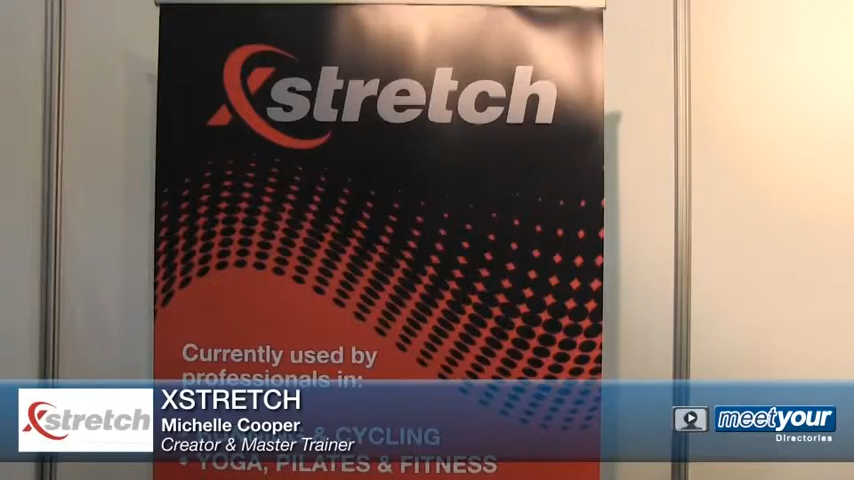 Xstretch
Currently used by
professionals in:
& CYCLING
• YOGA, PILATES & FITNESS
Xstretch
XSTRETCH
Michelle Cooper
Creator & Master Trainer
meetyour
Directories